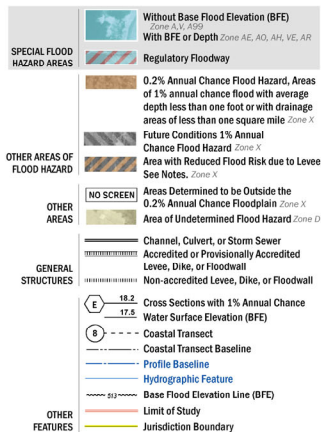 Without Base Flood Elevation (BFE)
Zone A,V, A99
With BFE or Depth Zone AE, AO, AH, VE, AR
SPECIAL FLOOD
HAZARD AREAS
Regulatory Floodway
0.2% Annual Chance Flood Hazard, Areas
of 1% annual chance flood with average
depth less than one foot or with drainage
areas of less than one square mile Zone X
Future Conditions 1% Annual
Chance Flood Hazard Zone X
OTHER AREAS OF
FLOOD HAZARD
Area with Reduced Flood Risk due to Levee
See Notes. Zone X
NO SCREEN
Areas Determined to be Outside the
0.2% Annual Chance Floodplain Zone X
OTHER
AREAS
Area of Undetermined Flood Hazard Zone D
Channel, Culvert, or Storm Sewer
Accredited or Provisionally Accredited
Levee, Dike, or Floodwall
GENERAL
STRUCTURES
Non-accredited Levee, Dike, or Floodwall
E 18.2 Cross Sections with 1% Annual Chance
17.5 Water Surface Elevation (BFE)
8 Coastal Transect
Coastal Transect Baseline
Profile Baseline
Hydrographic Feature
513 Base Flood Elevation Line (BFE)
OTHER
FEATURES
Limit of Study
Jurisdiction Boundary